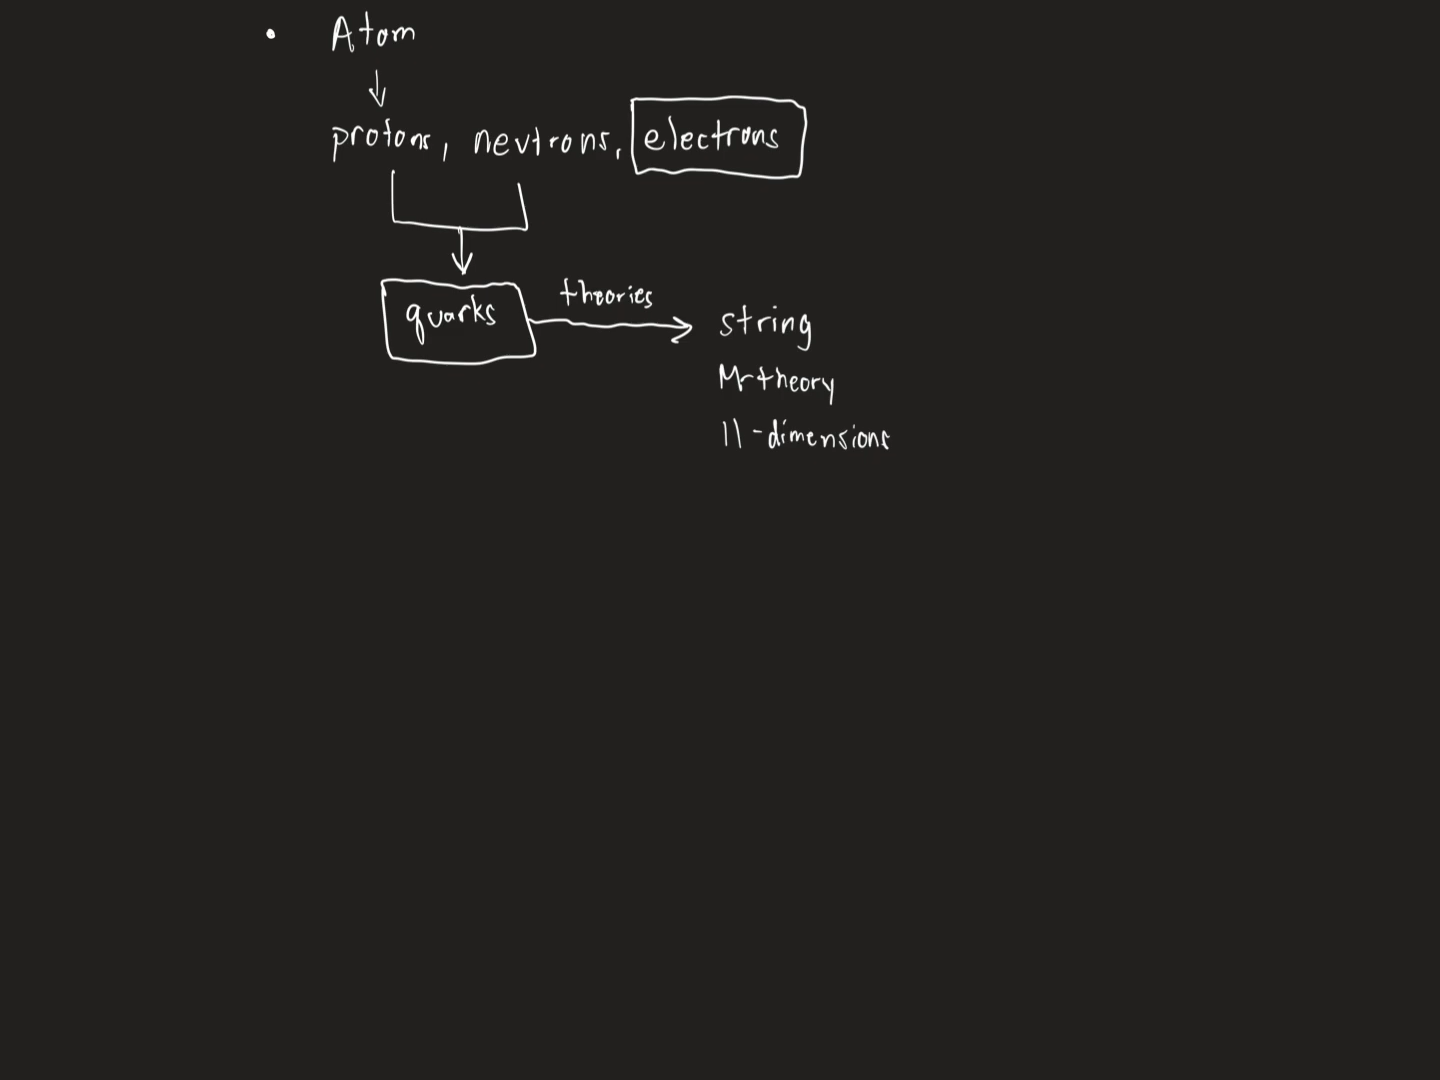 • Atom
protons, neutrons, electrons
quarks
theories
string
M-theory
11-dimensions